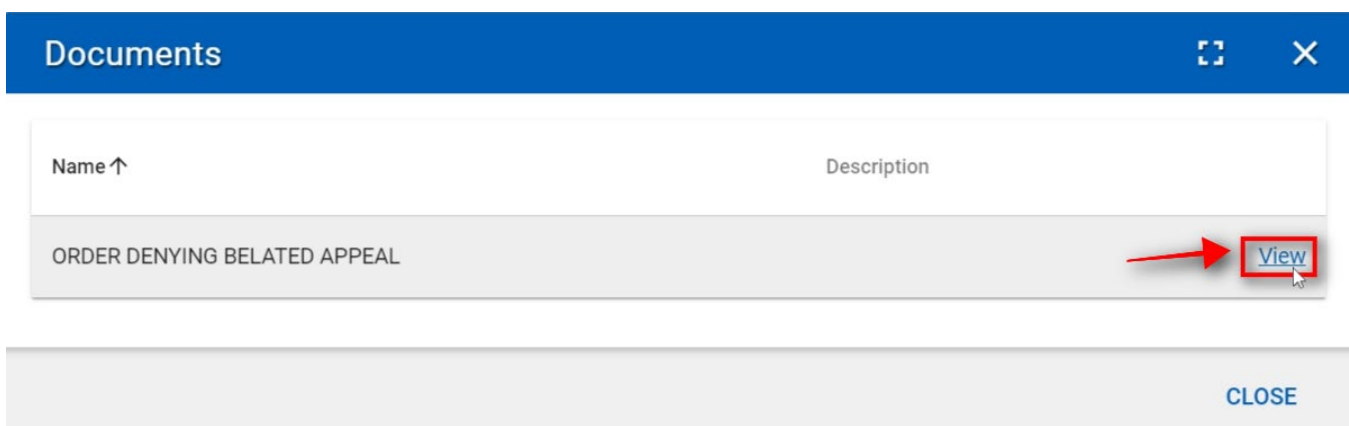 Documents
Name Description
ORDER DENYING BELATED APPEAL View
CLOSE